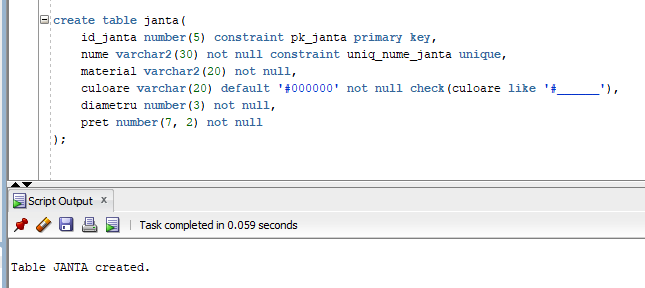 create table janta(
id_janta number(5) constraint pk_janta primary key,
nume varchar2(30) not null constraint uniq_nume_janta unique,
material varchar2(20) not null,
culoare varchar(20) default '#000000' not null check(culoare like '#______'),
diametru number(3) not null,
pret number(7, 2) not null
);
Script Output x
Task completed in 0.059 seconds
Table JANTA created.